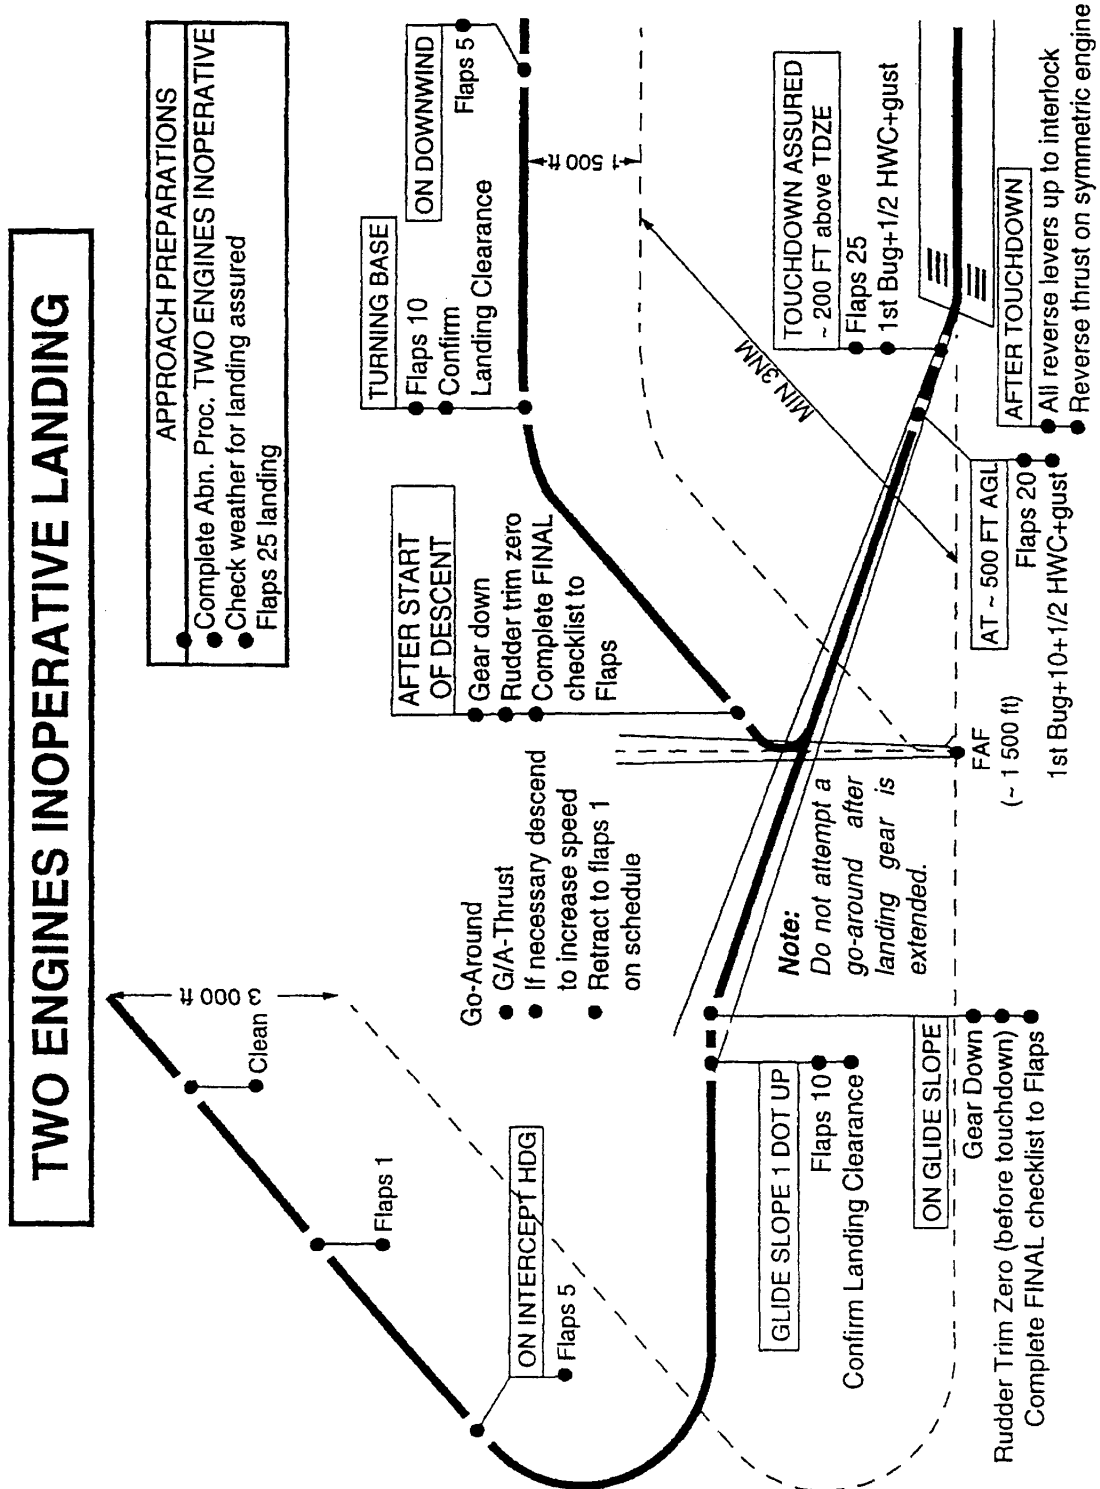 TWO ENGINES INOPERATIVE LANDING
APPROACH PREPARATIONS
Complete Abn. Proc. TWO ENGINES INOPERATIVE
Check weather for landing assured
Flaps 25 landing
3 000 ft
Clean
Flaps 1
ON INTERCEPT HDG
Flaps 5
Go-Around
G/A-Thrust
If necessary descend
to increase speed
Retract to flaps 1
on schedule
ON DOWNWIND
Flaps 5
1 500 ft
TURNING BASE
Flaps 10
Confirm
Landing Clearance
AFTER START
OF DESCENT
Gear down
Rudder trim zero
Complete FINAL
checklist to
Flaps
MIN 3NM
GLIDE SLOPE 1 DOT UP
Flaps 10
Confirm Landing Clearance
Note:
Do not attempt a
go-around after
landing gear is
extended.
ON GLIDE SLOPE
Gear Down
Rudder Trim Zero (before touchdown)
Complete FINAL checklist to Flaps
FAF
(~ 1 500 ft)
AT ~ 500 FT AGL
Flaps 20
1st Bug+10+1/2 HWC+gust
TOUCHDOWN ASSURED
~ 200 FT above TDZE
Flaps 25
1st Bug+1/2 HWC+gust
AFTER TOUCHDOWN
All reverse levers up to interlock
Reverse thrust on symmetric engine